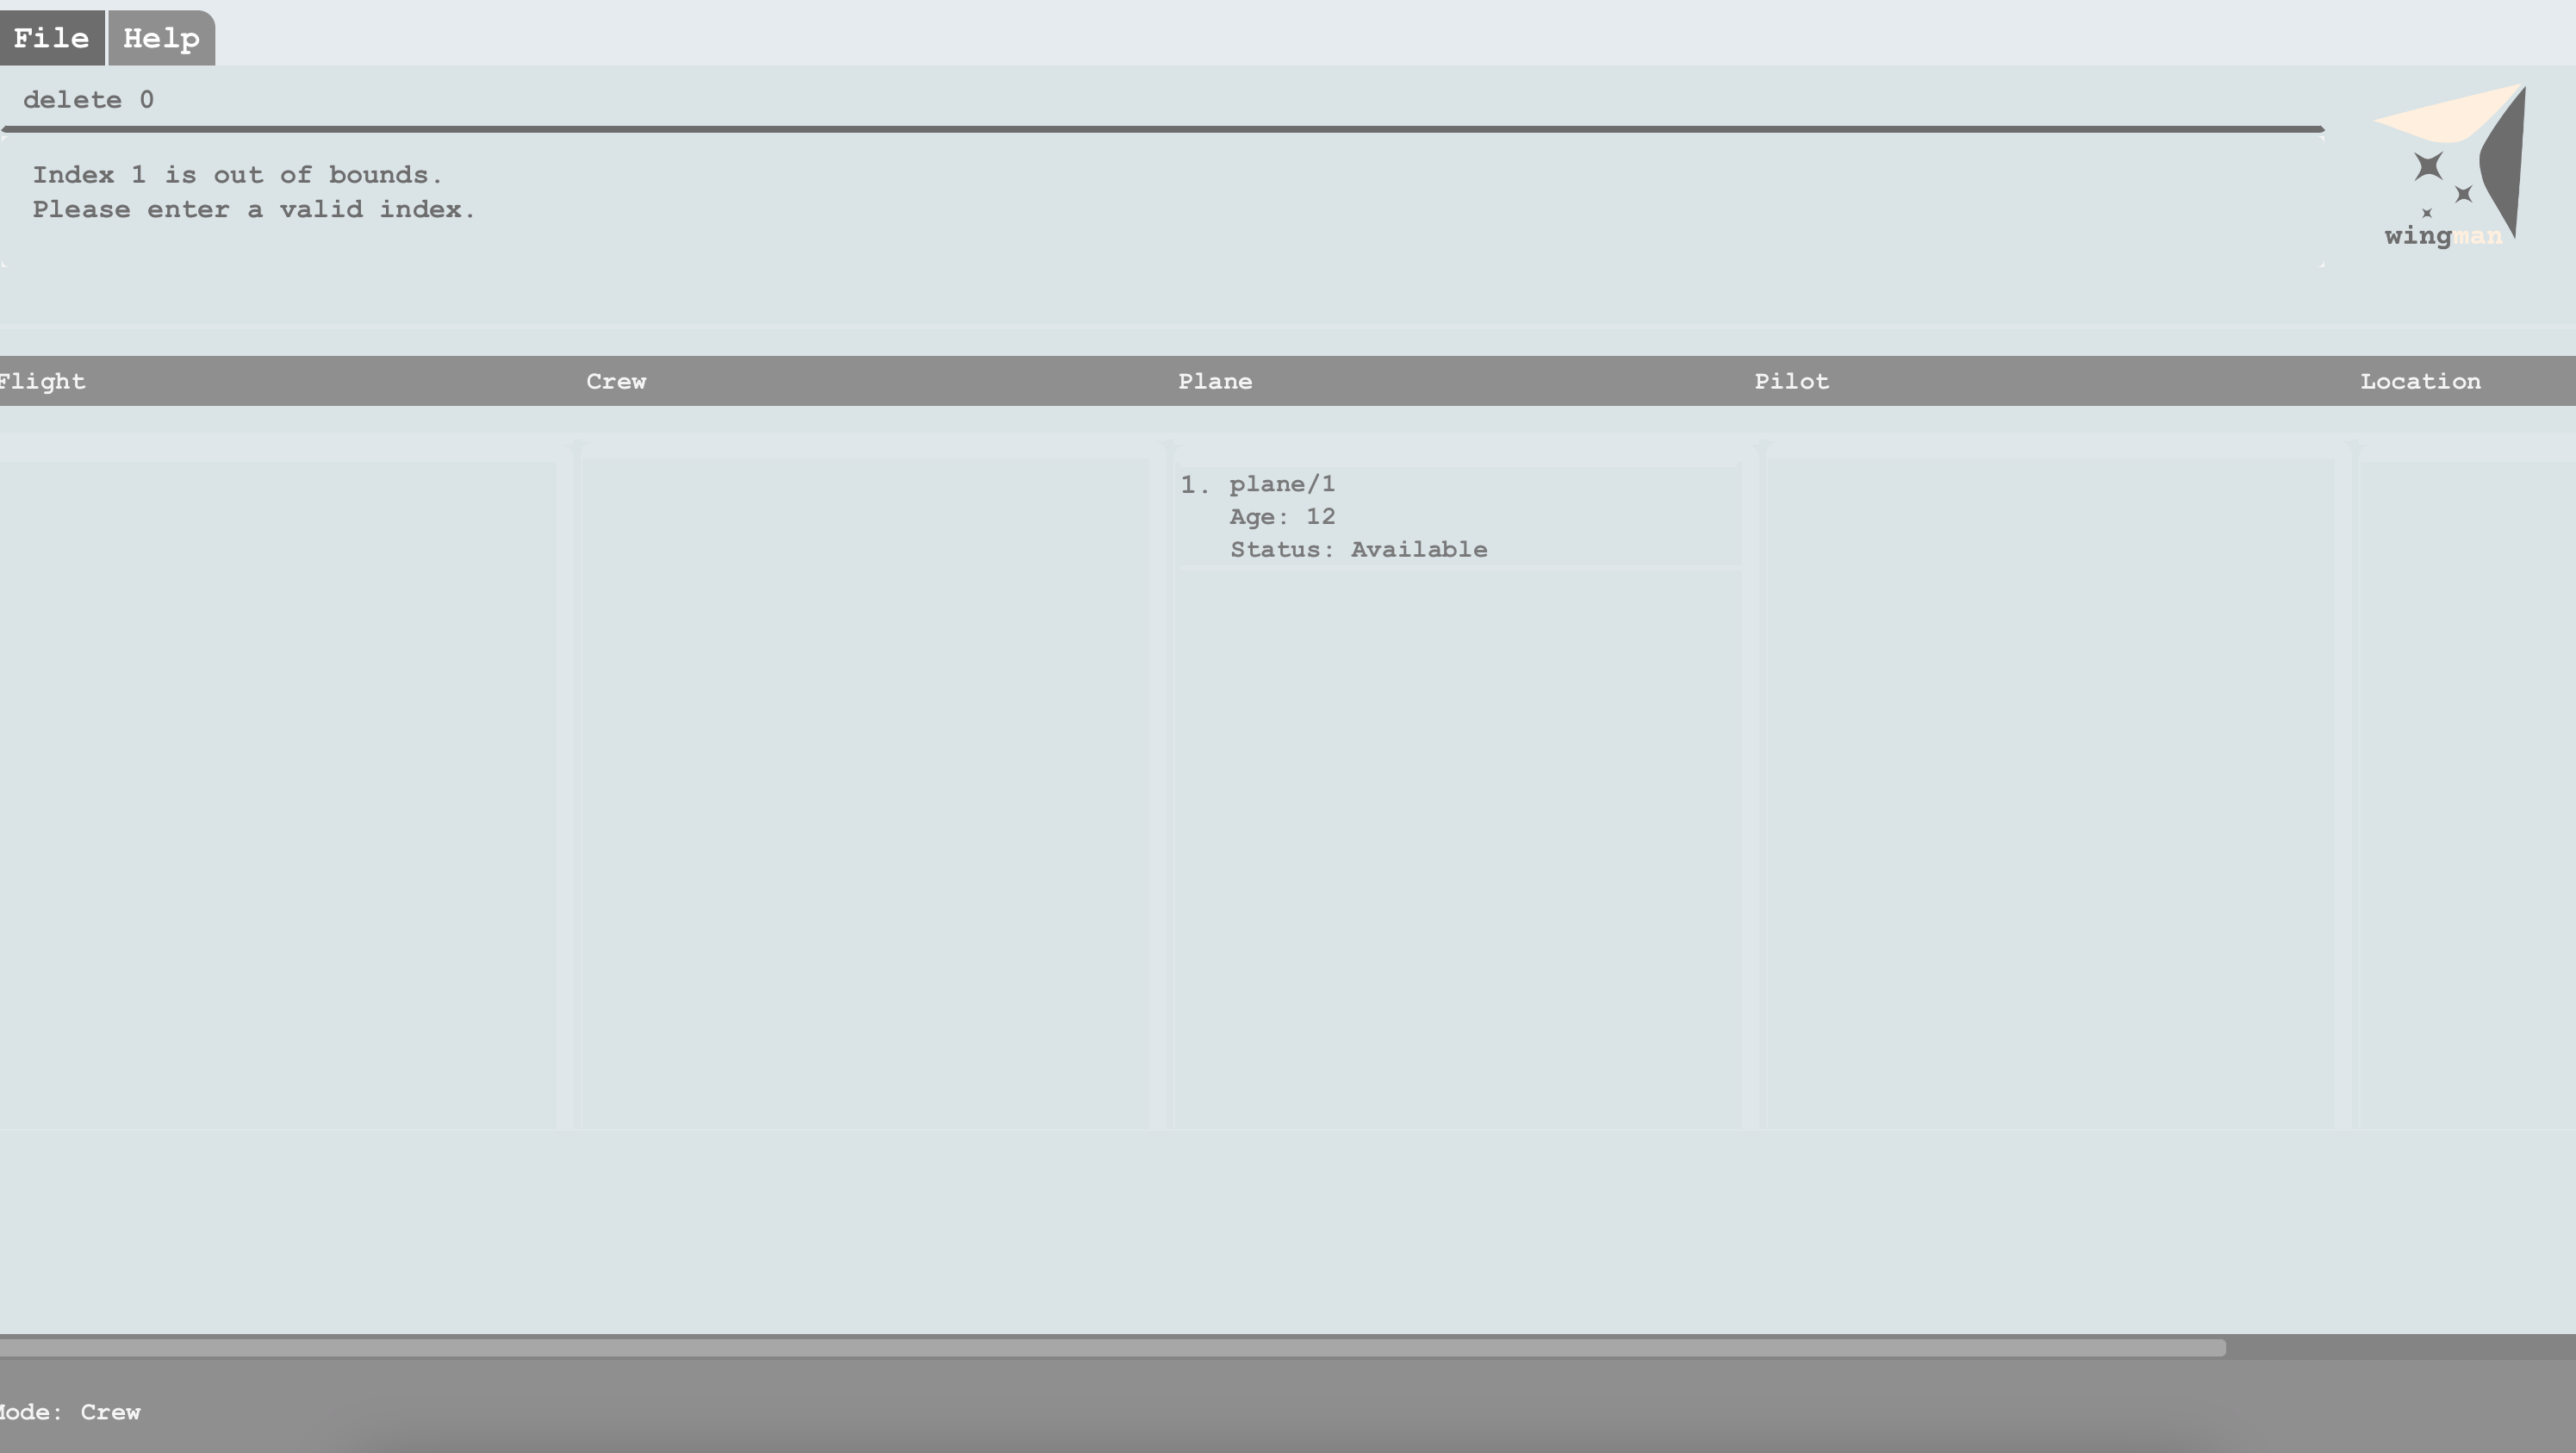 File Help
delete 0
Index 1 is out of bounds.
Please enter a valid index.
wingman
Flight Crew Plane Pilot Location
1. plane/1
Age: 12
Status: Available
Mode: Crew